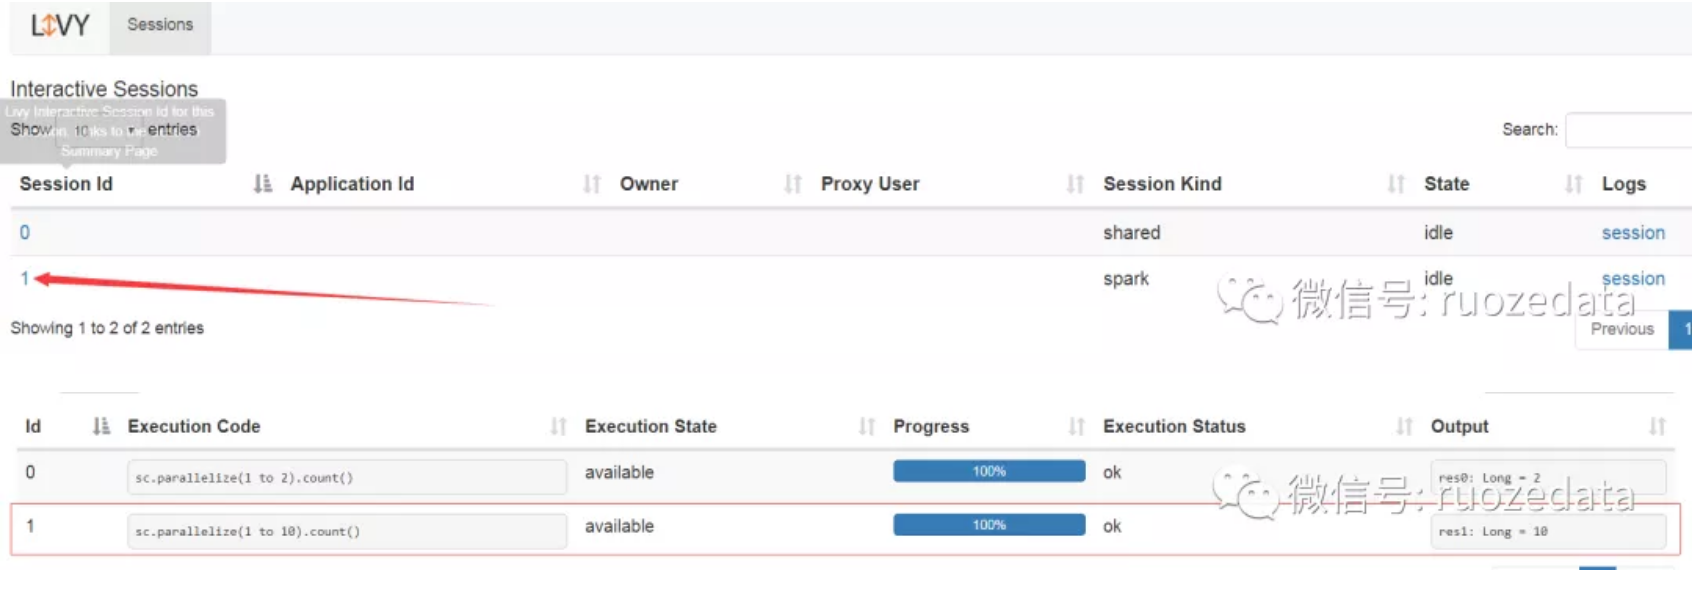 LIVY Sessions
Interactive Sessions
Livy Interactive Session Id for this
Show 10 entries
Search:
Summary Page
Session Id Application Id Owner Proxy User Session Kind State Logs
0 shared idle session
1 spark idle session
微信号: ruozedata
Showing 1 to 2 of 2 entries
Previous 1
Id Execution Code Execution State Progress Execution Status Output
0 sc.parallelize(1 to 2).count() available 100% ok res0: Long = 2
微信号: ruozedata
1 sc.parallelize(1 to 10).count() available 100% ok res1: Long = 10